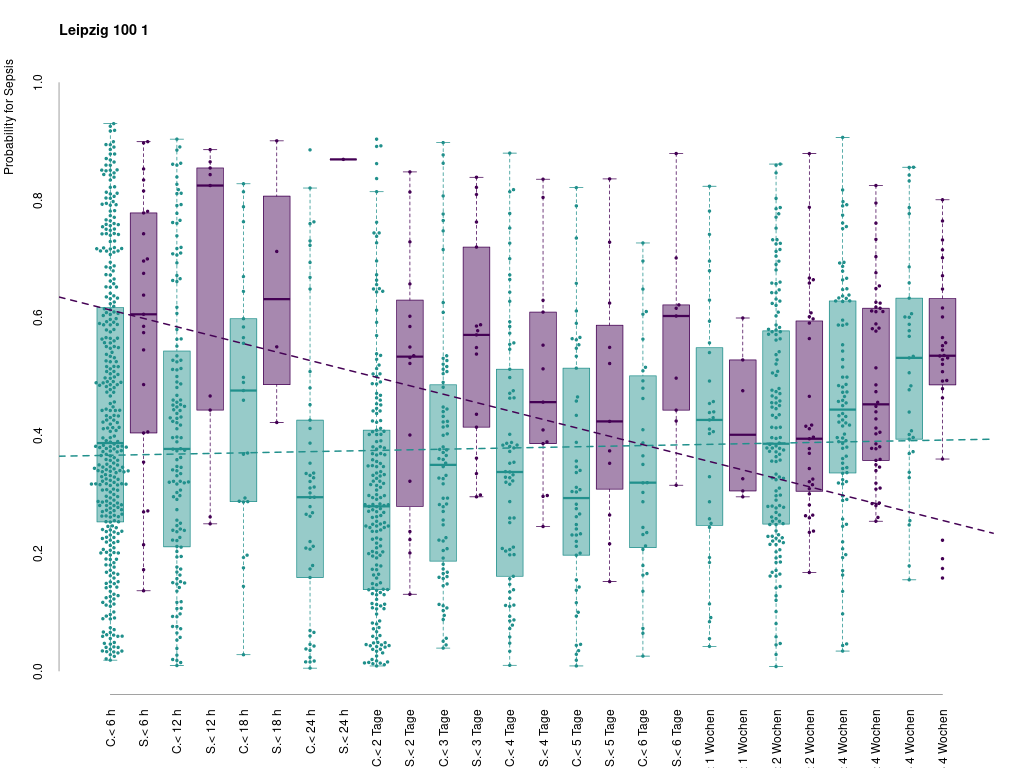 Leipzig 100 1
Probability for Sepsis
1.0
0.8
0.6
0.4
0.2
0.0
C.< 6 h
S.< 6 h
C.< 12 h
S.< 12 h
C.< 18 h
S.< 18 h
C.< 24 h
S.< 24 h
C.< 2 Tage
S.< 2 Tage
C.< 3 Tage
S.< 3 Tage
C.< 4 Tage
S.< 4 Tage
C.< 5 Tage
S.< 5 Tage
C.< 6 Tage
S.< 6 Tage
1 Wochen
1 Wochen
2 Wochen
2 Wochen
4 Wochen
4 Wochen
4 Wochen
4 Wochen